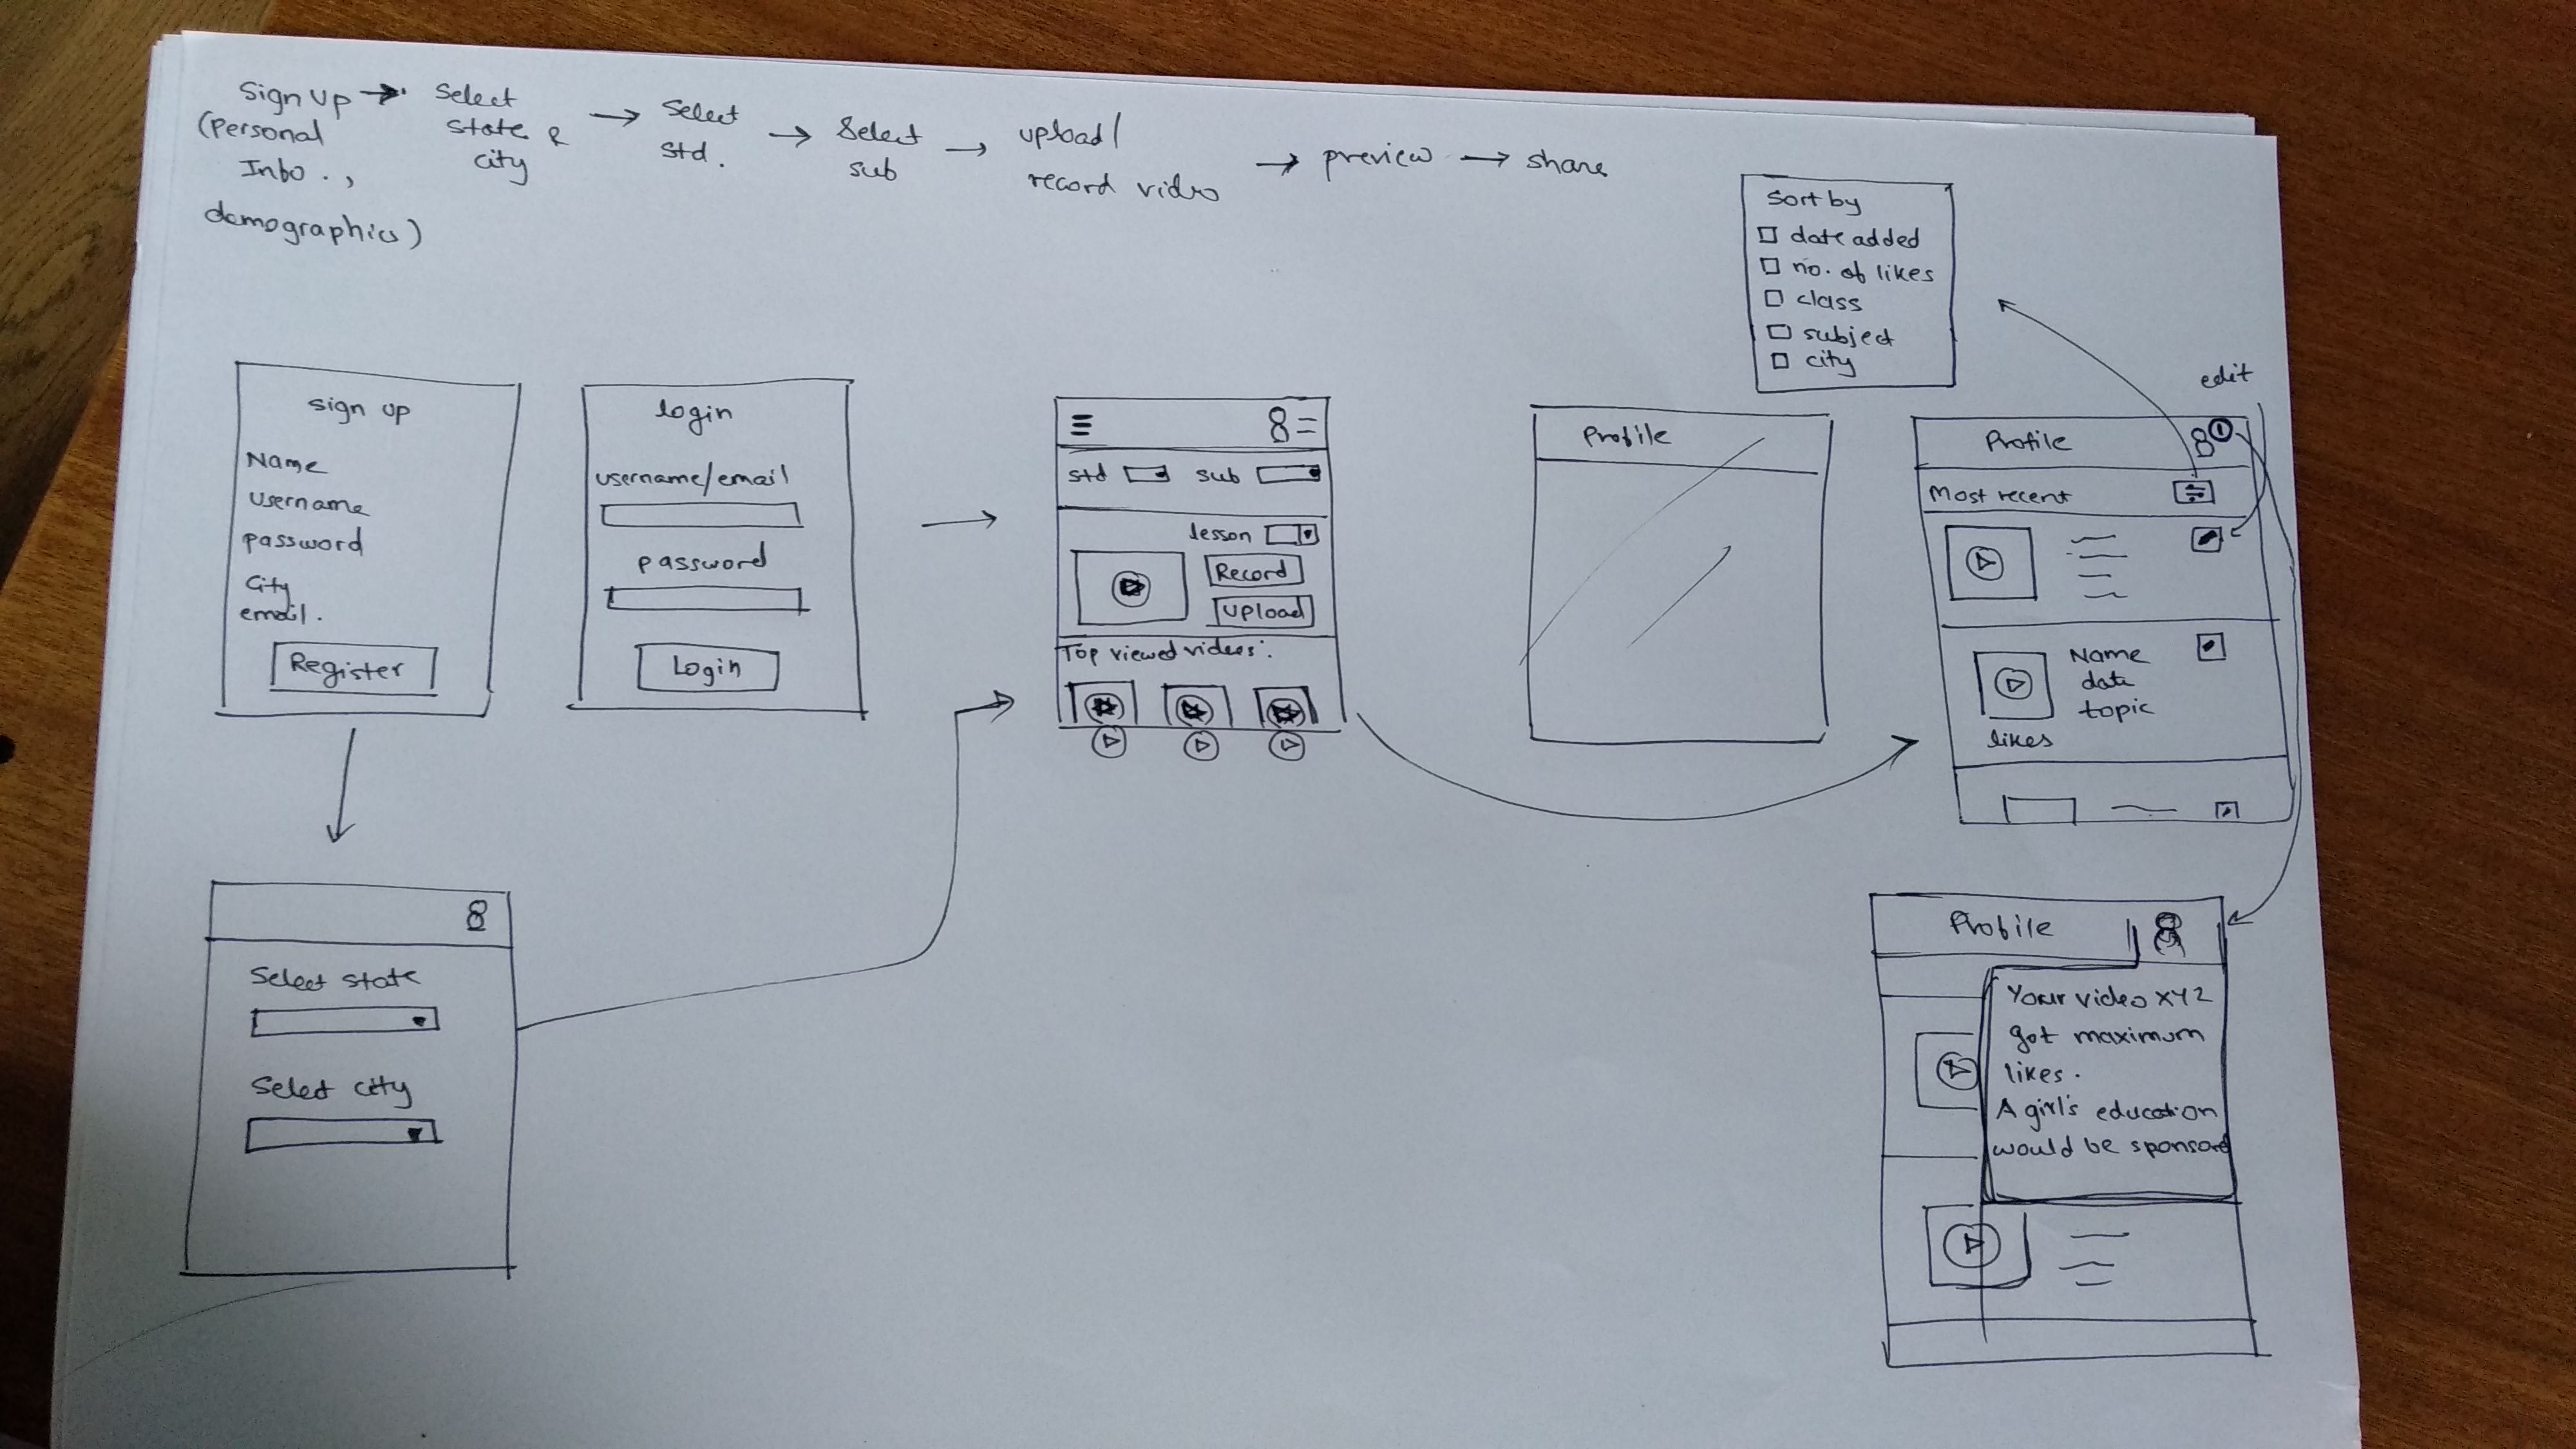 Sign Up → Select → Select → Select → upload/ → preview → share
(personal state & std. sub record video
Info., city
demographics)
sign up
Name
username
password
City
email.
Register
login
username/email
password
Login
std sub
lesson
Record
upload
Top viewed videos:
Profile
Sort by
date added
no. of likes
class
subject
city
edit
Profile
Most recent
Name
date
topic
likes
Select state
Select city
Profile
Your video XYZ
got maximum
likes.
A girl's education
would be sponsored